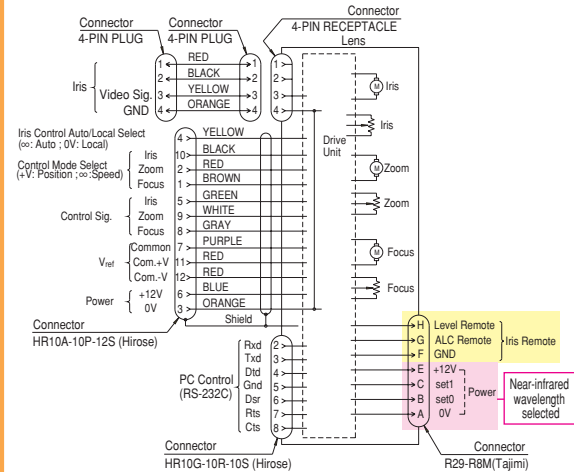 Connector
4-PIN PLUG
Connector
4-PIN PLUG
Connector
4-PIN RECEPTACLE
Lens
Iris
Video Sig.
GND
1 RED 1 1
2 BLACK 2 2
3 YELLOW 3 3
4 ORANGE 4 4
Iris Control Auto/Local Select
(∞: Auto ; 0V: Local)
4 YELLOW
Control Mode Select
(+V: Position ;∞:Speed)
Iris 10 BLACK
Zoom 2 RED
Focus 1 BROWN
Control Sig.
Iris 5 GREEN
Zoom 9 WHITE
Focus 8 GRAY
Vref
Common 7 PURPLE
Com.+V 11 RED
Com.-V 12 RED
Power
+12V 6 BLUE
0V 3 ORANGE
Shield
Connector
HR10A-10P-12S (Hirose)
Drive
Unit
M Iris
Iris
M Zoom
Zoom
M Focus
Focus
PC Control
(RS-232C)
Rxd 2
Txd 3
Dtd 4
Gnd 5
Dsr 6
Rts 7
Cts 8
Connector
HR10G-10R-10S (Hirose)
H Level Remote
G ALC Remote
F GND
Iris Remote
E +12V
C set1
B set0
A 0V
Power
Near-infrared
wavelength
selected
Connector
R29-R8M(Tajimi)